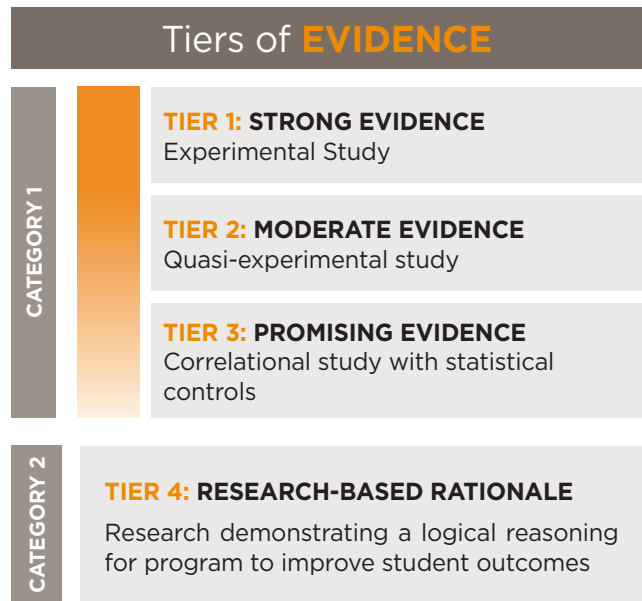 Tiers of EVIDENCE
CATEGORY 1
TIER 1: STRONG EVIDENCE
Experimental Study
TIER 2: MODERATE EVIDENCE
Quasi-experimental study
TIER 3: PROMISING EVIDENCE
Correlational study with statistical
controls
CATEGORY 2
TIER 4: RESEARCH-BASED RATIONALE
Research demonstrating a logical reasoning
for program to improve student outcomes